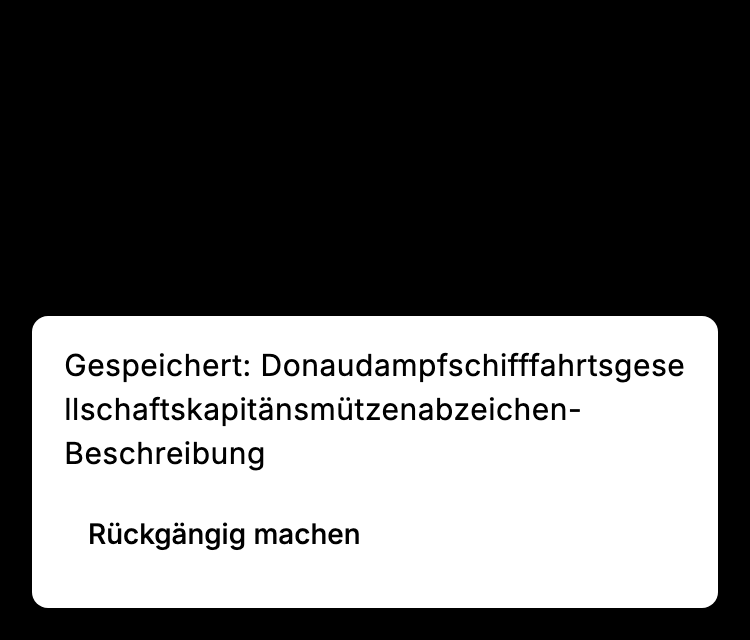 Gespeichert: Donaudampfschifffahrtsgese
llschaftskapitänsmützenabzeichen-
Beschreibung
Rückgängig machen